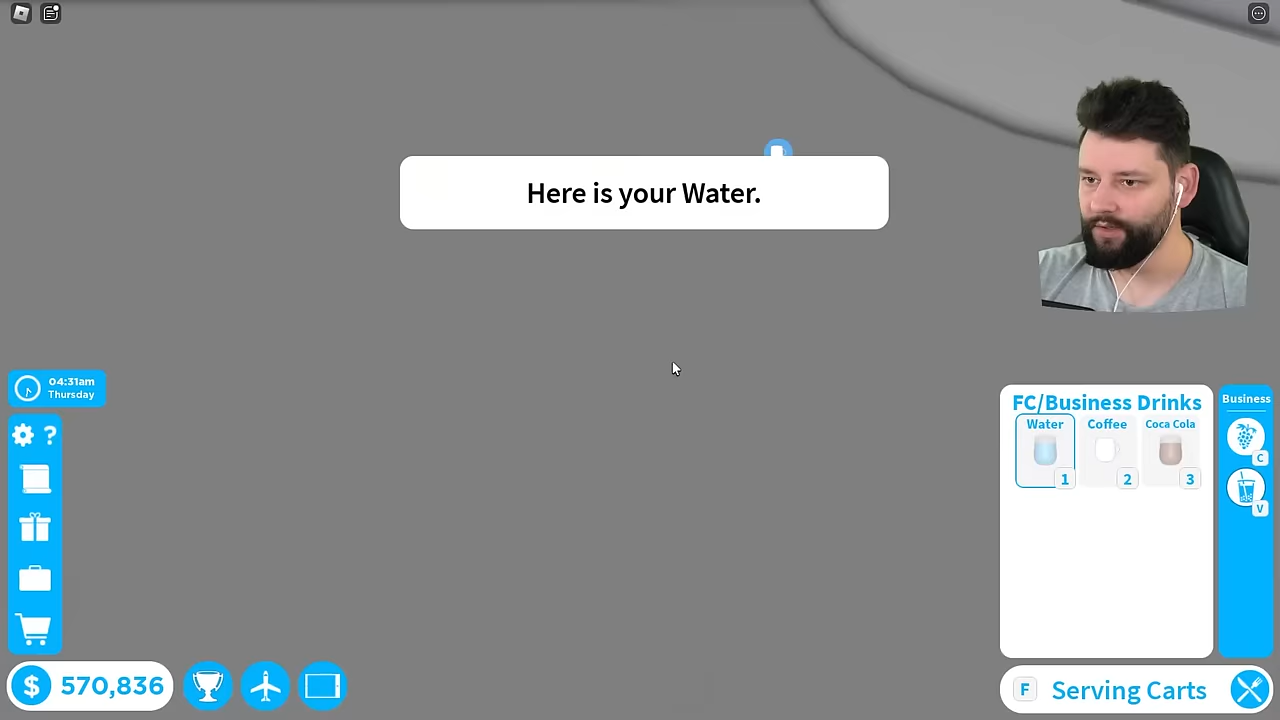 Here is your Water.
04:31am
Thursday
?
$ 570,836
FC/Business Drinks
Water
Coffee
Coca Cola
1
2
3
Business
C
V
F
Serving Carts